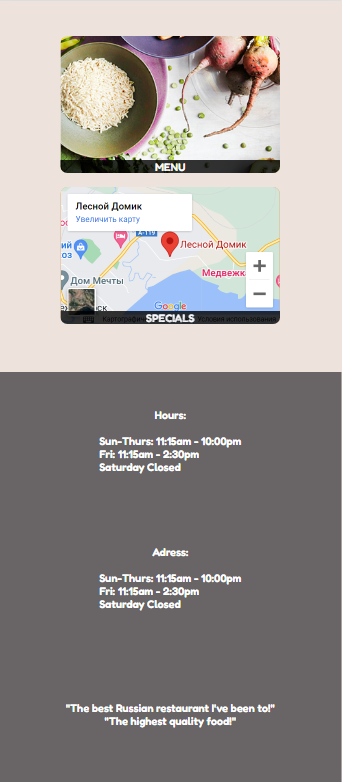 MENU
Лесной Домик
Увеличить карту
A-119
Лесной Домик
Дом Мечты
Медвежк
Google
SPECIALS
Hours:
Sun-Thurs: 11:15am - 10:00pm
Fri: 11:15am - 2:30pm
Saturday Closed
Adress:
Sun-Thurs: 11:15am - 10:00pm
Fri: 11:15am - 2:30pm
Saturday Closed
"The best Russian restaurant I've been to!"
"The highest quality food!"